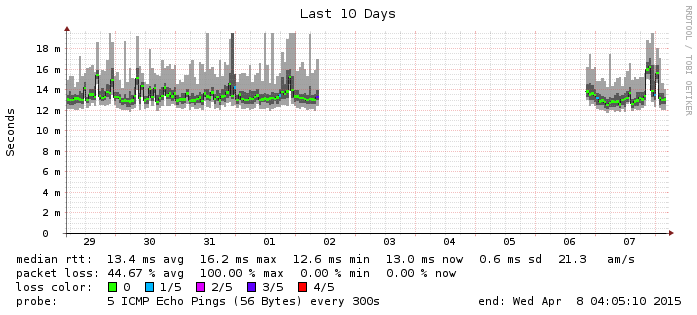 Last 10 Days
RRDTOOL / TOBI OETIKER
Seconds
18 m
16 m
14 m
12 m
10 m
8 m
6 m
4 m
2 m
0
29 30 31 01 02 03 04 05 06 07
median rtt: 13.4 ms avg 16.2 ms max 12.6 ms min 13.0 ms now 0.6 ms sd 21.3 am/s
packet loss: 44.67 % avg 100.00 % max 0.00 % min 0.00 % now
loss color: 0 1/5 2/5 3/5 4/5
probe: 5 ICMP Echo Pings (56 Bytes) every 300s end: Wed Apr 8 04:05:10 2015